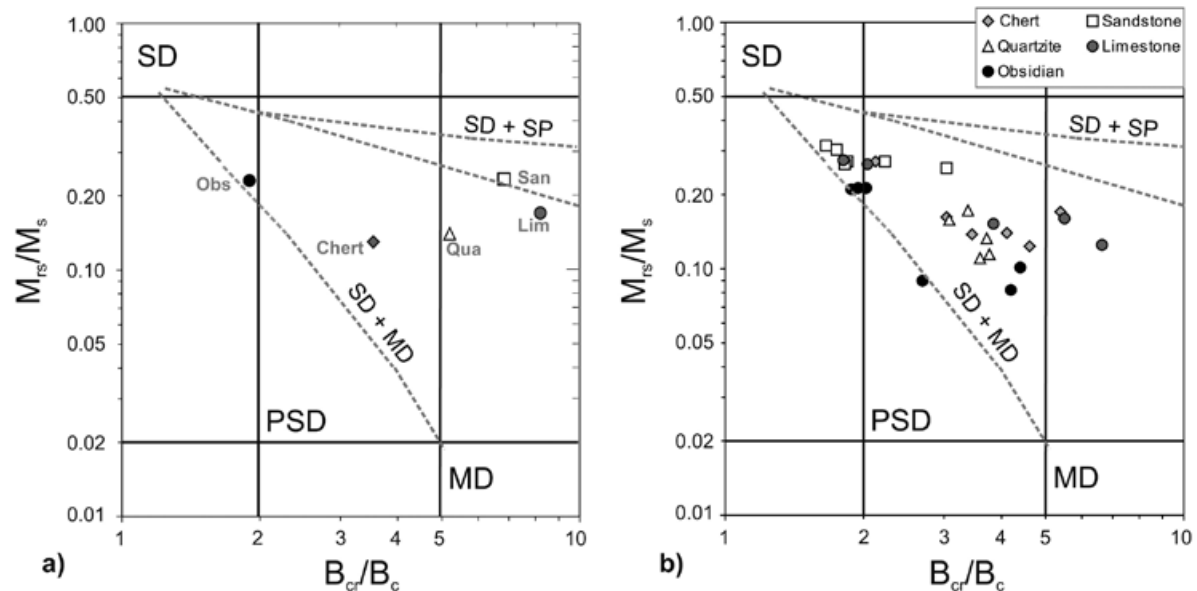 1.00
SD
0.50
SD + SP
Obs
San
0.20
Lim
Chert
Qua
0.10
SD + MD
0.05
PSD
0.02
MD
0.01
1 2 3 4 5 10
Mrs/Ms
Bcr/Bc
a)
Chert Sandstone
Quartzite Limestone
Obsidian
1.00
SD
0.50
SD + SP
0.20
0.10
SD + MD
0.05
PSD
0.02
MD
0.01
1 2 3 4 5 10
Mrs/Ms
Bcr/Bc
b)